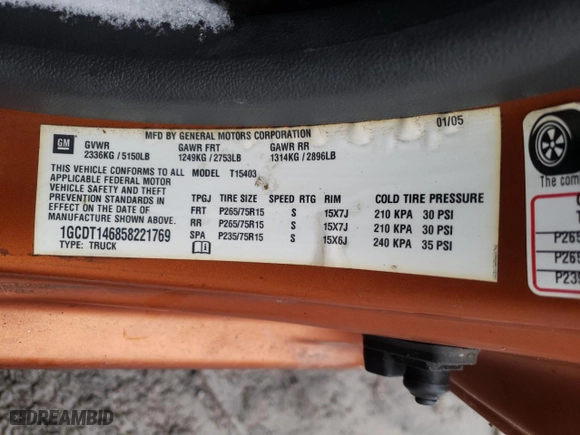 01/05
MFD BY GENERAL MOTORS CORPORATION
GM GVWR GAWR FRT GAWR RR
2336KG / 5150LB 1249KG / 2753LB 1314KG / 2896LB
THIS VEHICLE CONFORMS TO ALL
APPLICABLE FEDERAL MOTOR
VEHICLE SAFETY AND THEFT
PREVENTION STANDARDS IN
EFFECT ON THE DATE OF
MANUFACTURE SHOWN ABOVE.
1GCDT146858221769
TYPE: TRUCK
MODEL T15403
TPGJ TIRE SIZE SPEED RTG RIM COLD TIRE PRESSURE
FRT P265/75R15 S 15X7J 210 KPA 30 PSI
RR P265/75R15 S 15X7J 210 KPA 30 PSI
SPA P235/75R15 S 15X6J 240 KPA 35 PSI
The com
P265
P265
P235
DREAMBID